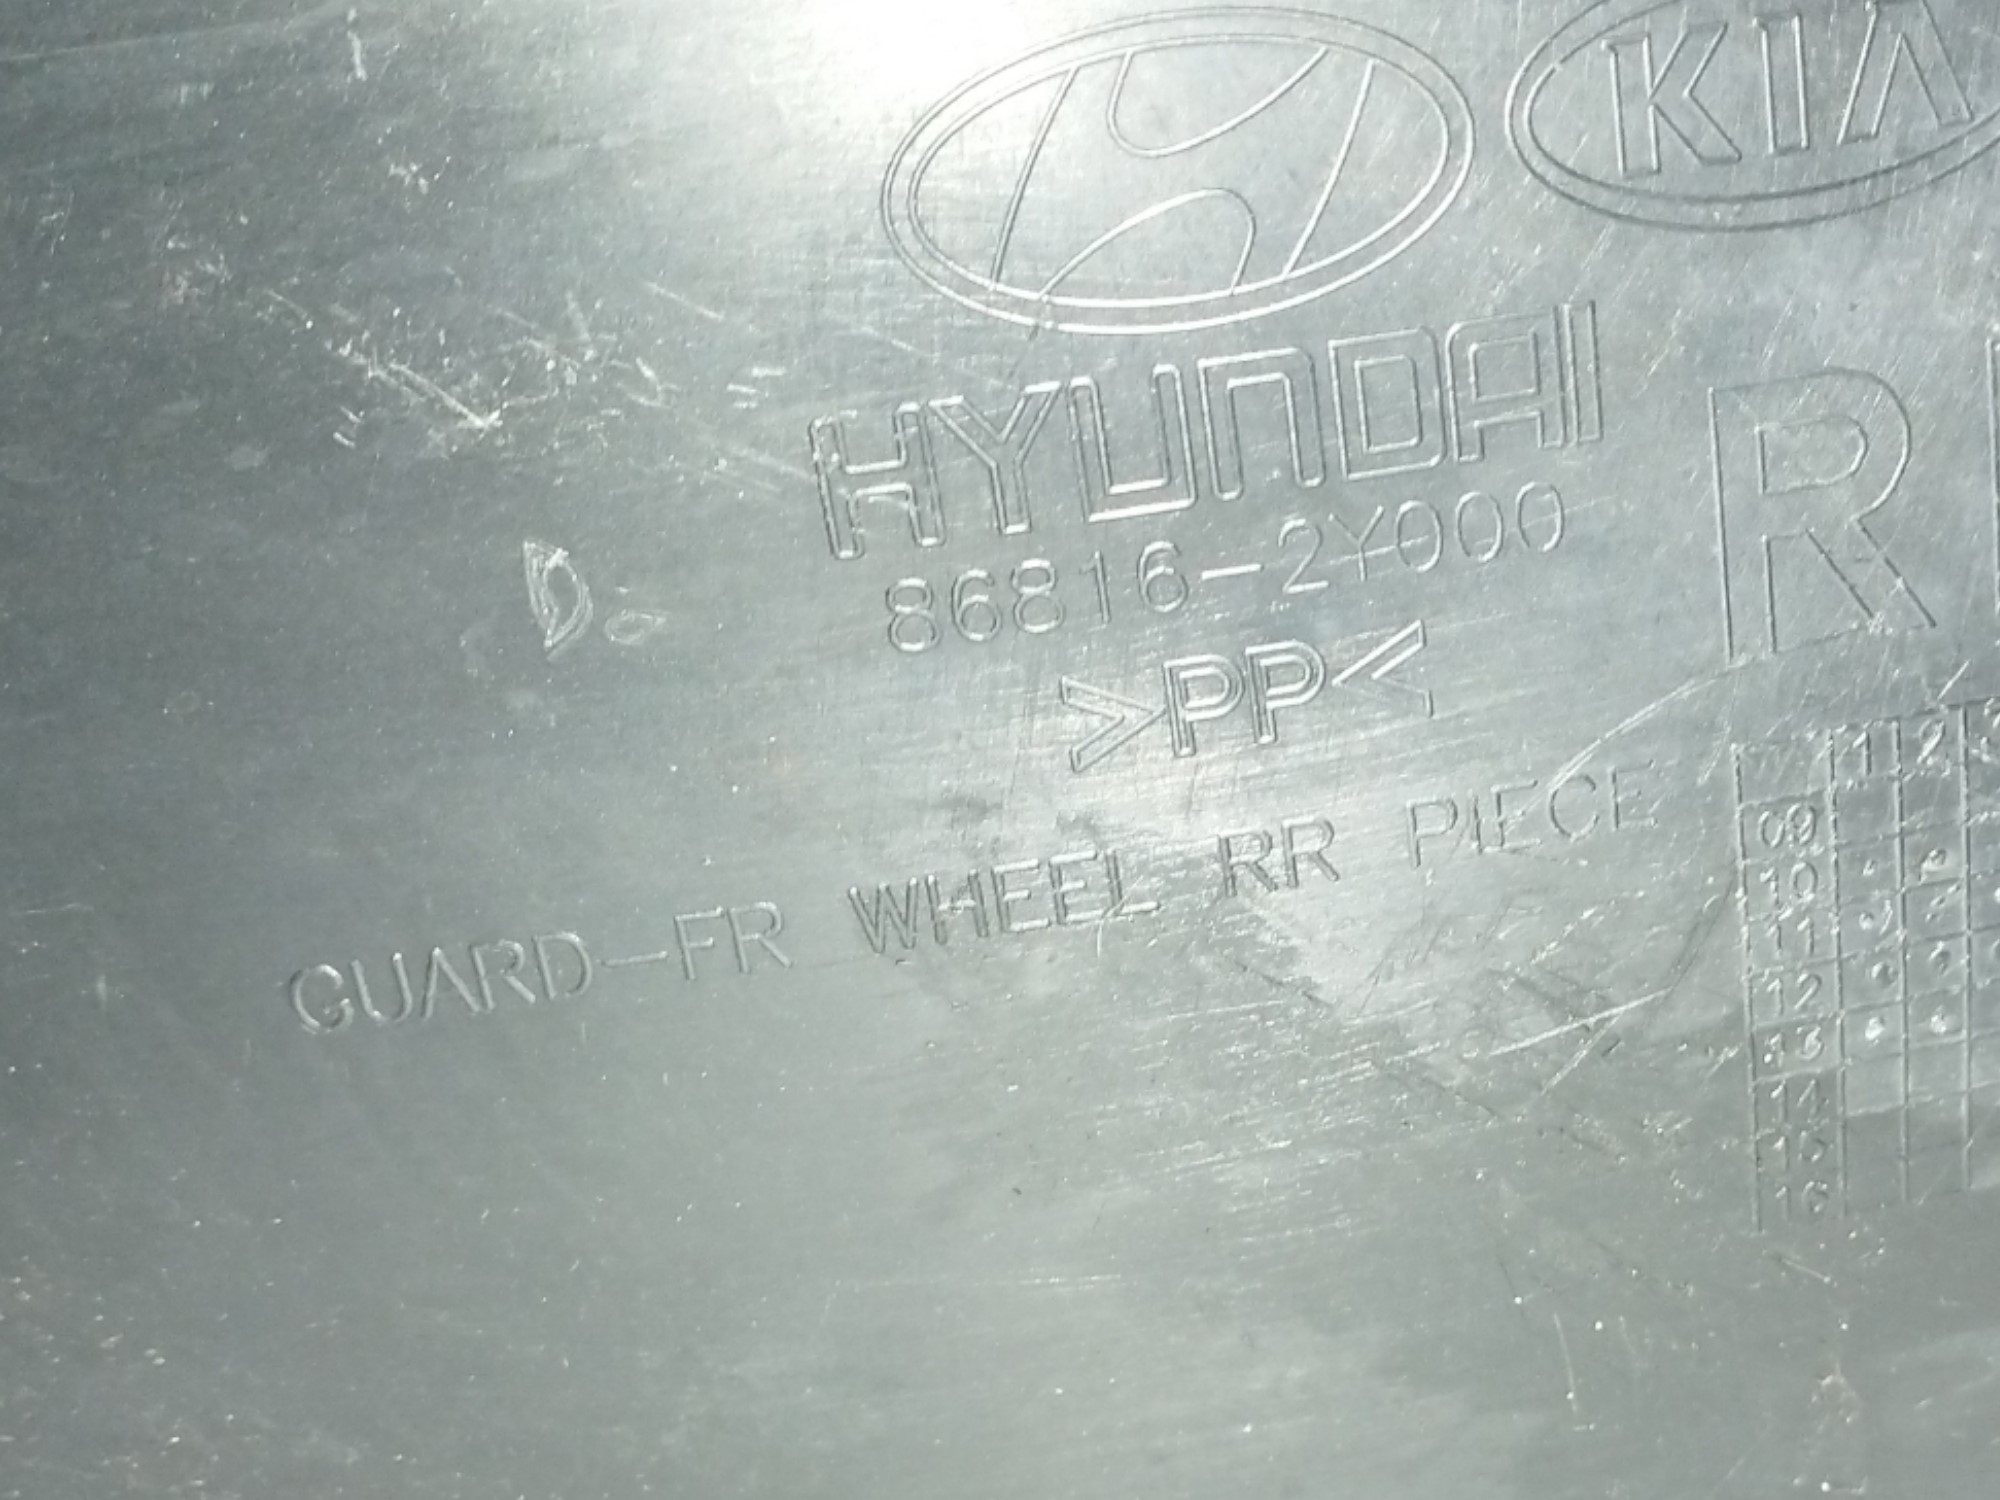 KIA
HYUNDAI
R
86816-2Y000
>PP<
GUARD-FR WHEEL RR PIECE
1 2
09
10
11
12
13
14
15
16